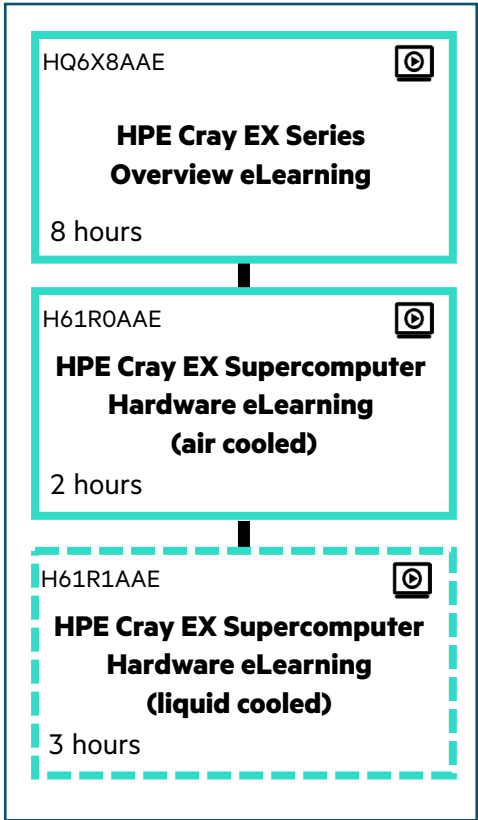 HQ6X8AAE
HPE Cray EX Series
Overview eLearning
8 hours
H61R0AAE
HPE Cray EX Supercomputer
Hardware eLearning
(air cooled)
2 hours
H61R1AAE
HPE Cray EX Supercomputer
Hardware eLearning
(liquid cooled)
3 hours